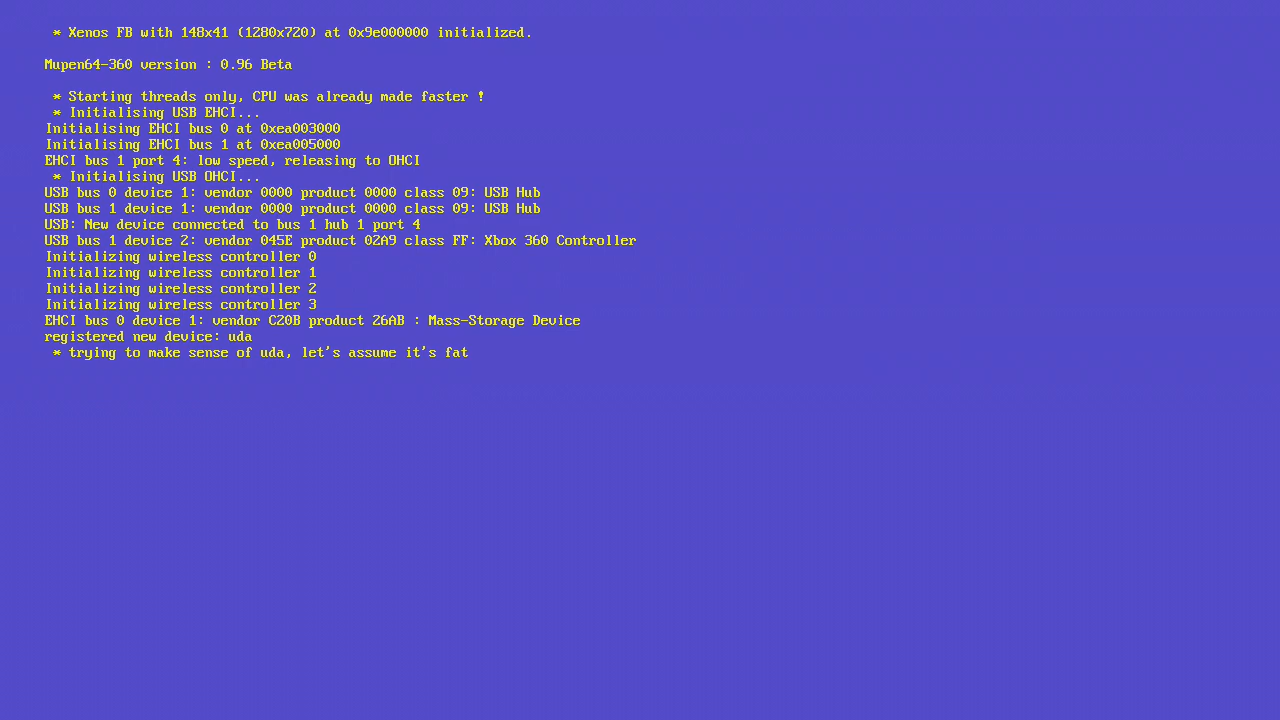 * Xenos FB with 148x41 (1280x720) at 0x9e000000 initialized.
Mupen64-360 version : 0.96 Beta
* Starting threads only, CPU was already made faster !
* Initialising USB EHCI...
Initialising EHCI bus 0 at 0xea003000
Initialising EHCI bus 1 at 0xea005000
EHCI bus 1 port 4: low speed, releasing to OHCI
* Initialising USB OHCI...
USB bus 0 device 1: vendor 0000 product 0000 class 09: USB Hub
USB bus 1 device 1: vendor 0000 product 0000 class 09: USB Hub
USB: New device connected to bus 1 hub 1 port 4
USB bus 1 device 2: vendor 045E product 02A9 class FF: Xbox 360 Controller
Initializing wireless controller 0
Initializing wireless controller 1
Initializing wireless controller 2
Initializing wireless controller 3
EHCI bus 0 device 1: vendor C20B product 26AB : Mass-Storage Device
registered new device: uda
* trying to make sense of uda, let's assume it's fat